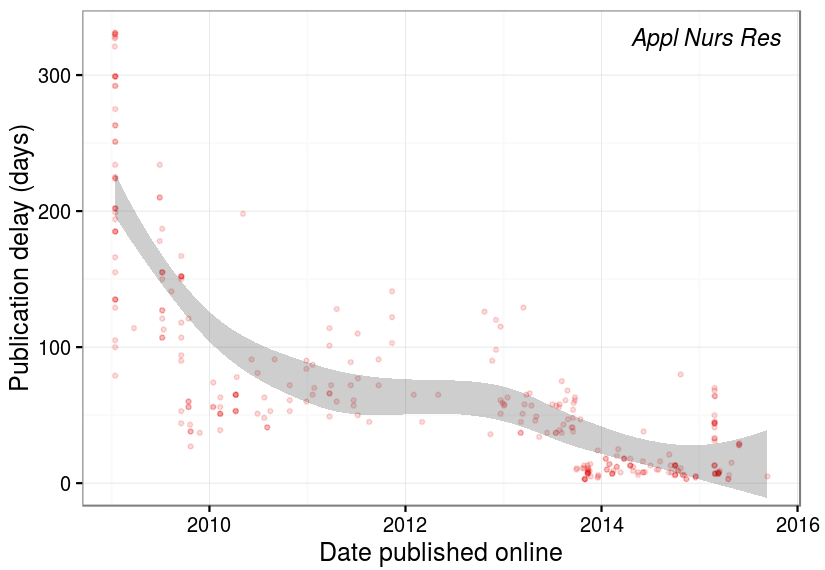 Appl Nurs Res
Publication delay (days)
300
200
100
0
2010
2012
2014
2016
Date published online